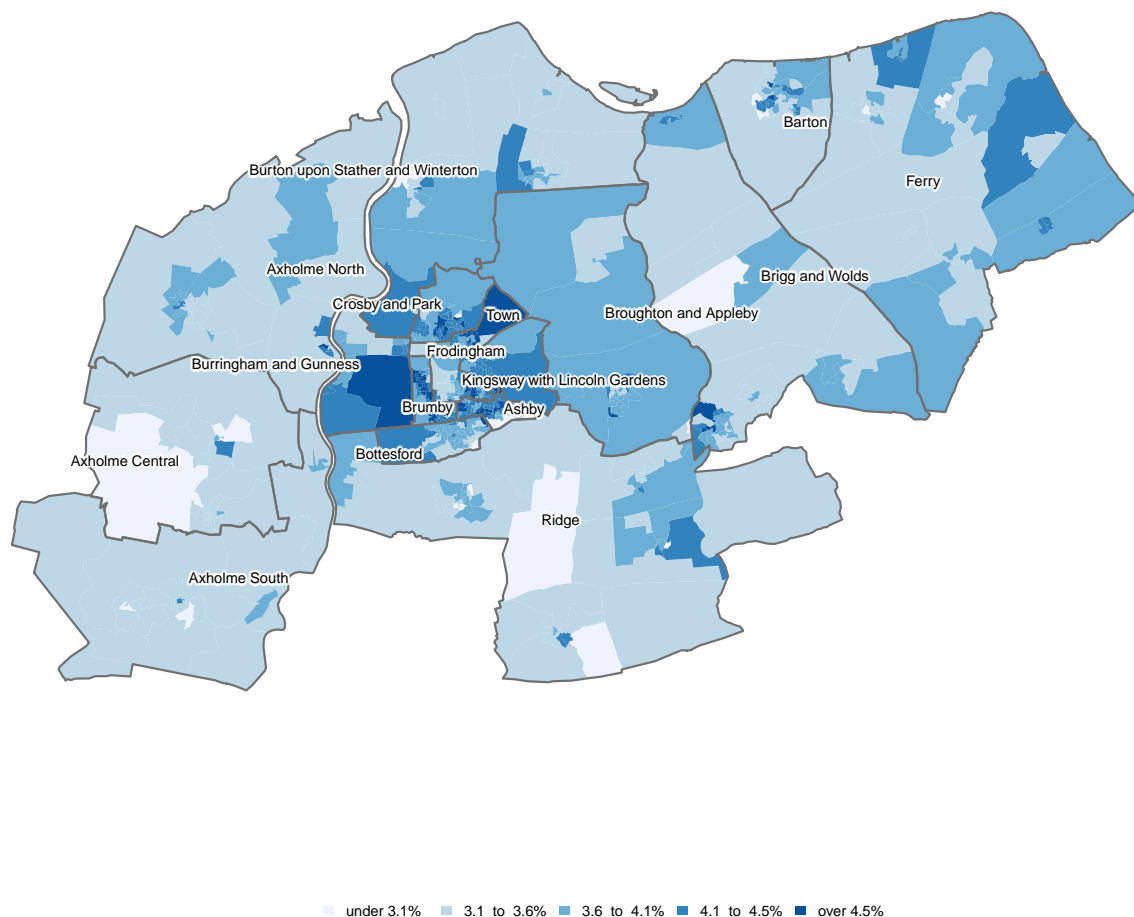 Barton
Burton upon Stather and Winterton
Ferry
Axholme North
Brigg and Wolds
Crosby and Park
Town
Broughton and Appleby
Frodingham
Burringham and Gunness
Kingsway with Lincoln Gardens
Brumby
Ashby
Bottesford
Axholme Central
Ridge
Axholme South
under 3.1% 3.1 to 3.6% 3.6 to 4.1% 4.1 to 4.5% over 4.5%